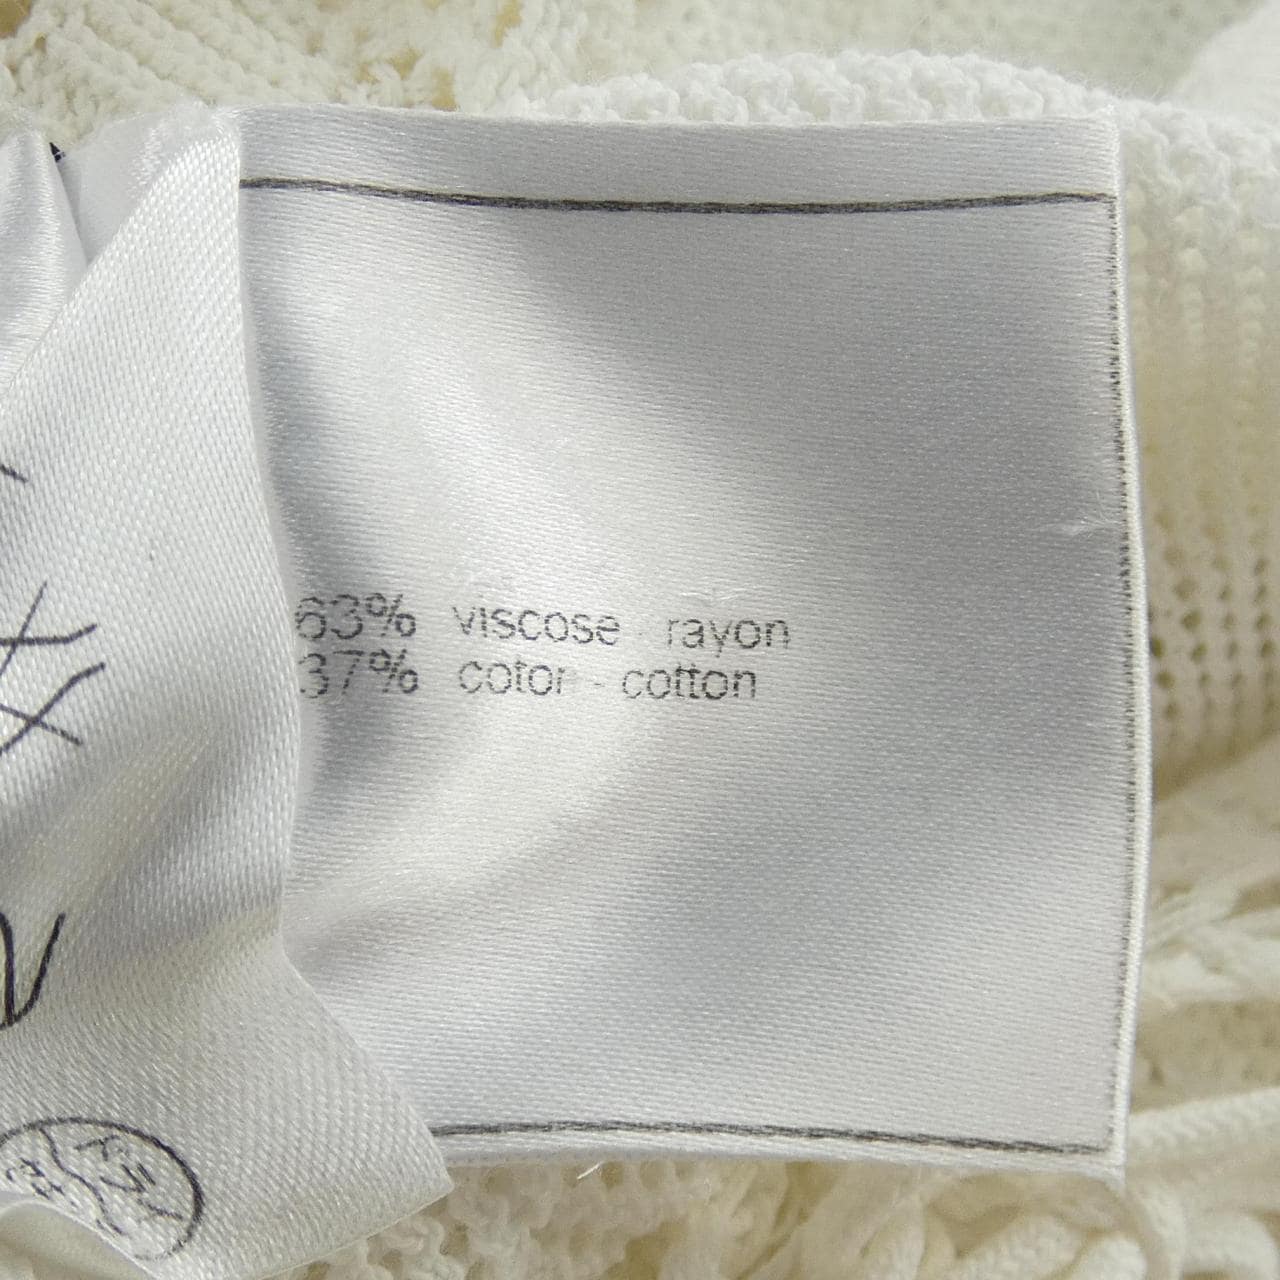 63% viscose - rayon
37% coton - cotton